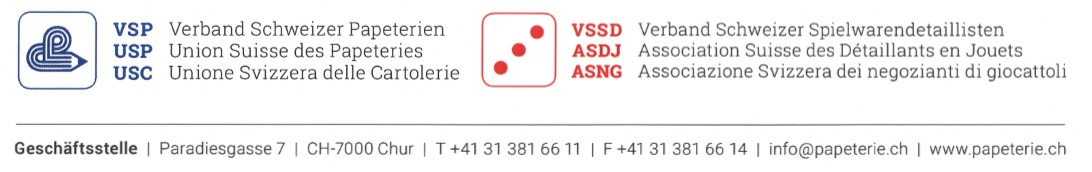 VSP Verband Schweizer Papeterien
USP Union Suisse des Papeteries
USC Unione Svizzera delle Cartolerie
VSSD Verband Schweizer Spielwarendetaillisten
ASDJ Association Suisse des Détaillants en Jouets
ASNG Associazione Svizzera dei negozianti di giocattoli
Geschäftsstelle | Paradiesgasse 7 | CH-7000 Chur | T +41 31 381 66 11 | F +41 31 381 66 14 | info@papeterie.ch | www.papeterie.ch